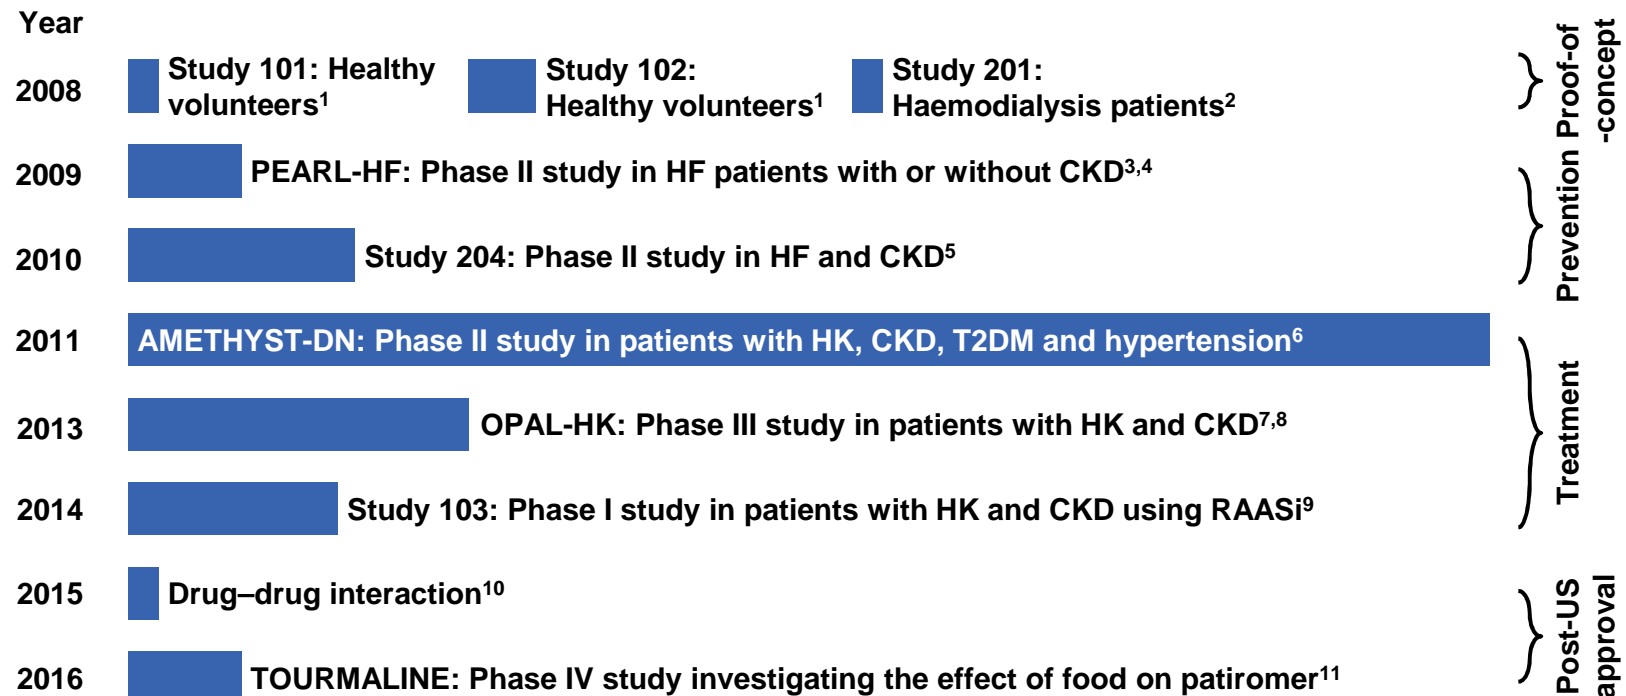 Year
2008
Study 101: Healthy
volunteers¹
Study 102:
Healthy volunteers¹
Study 201:
Haemodialysis patients²
Proof-of
-concept
2009
PEARL-HF: Phase II study in HF patients with or without CKD³,⁴
2010
Study 204: Phase II study in HF and CKD⁵
Prevention
2011
AMETHYST-DN: Phase II study in patients with HK, CKD, T2DM and hypertension⁶
2013
OPAL-HK: Phase III study in patients with HK and CKD⁷,⁸
2014
Study 103: Phase I study in patients with HK and CKD using RAASi⁹
Treatment
2015
Drug–drug interaction¹⁰
2016
TOURMALINE: Phase IV study investigating the effect of food on patiromer¹¹
Post-US
approval